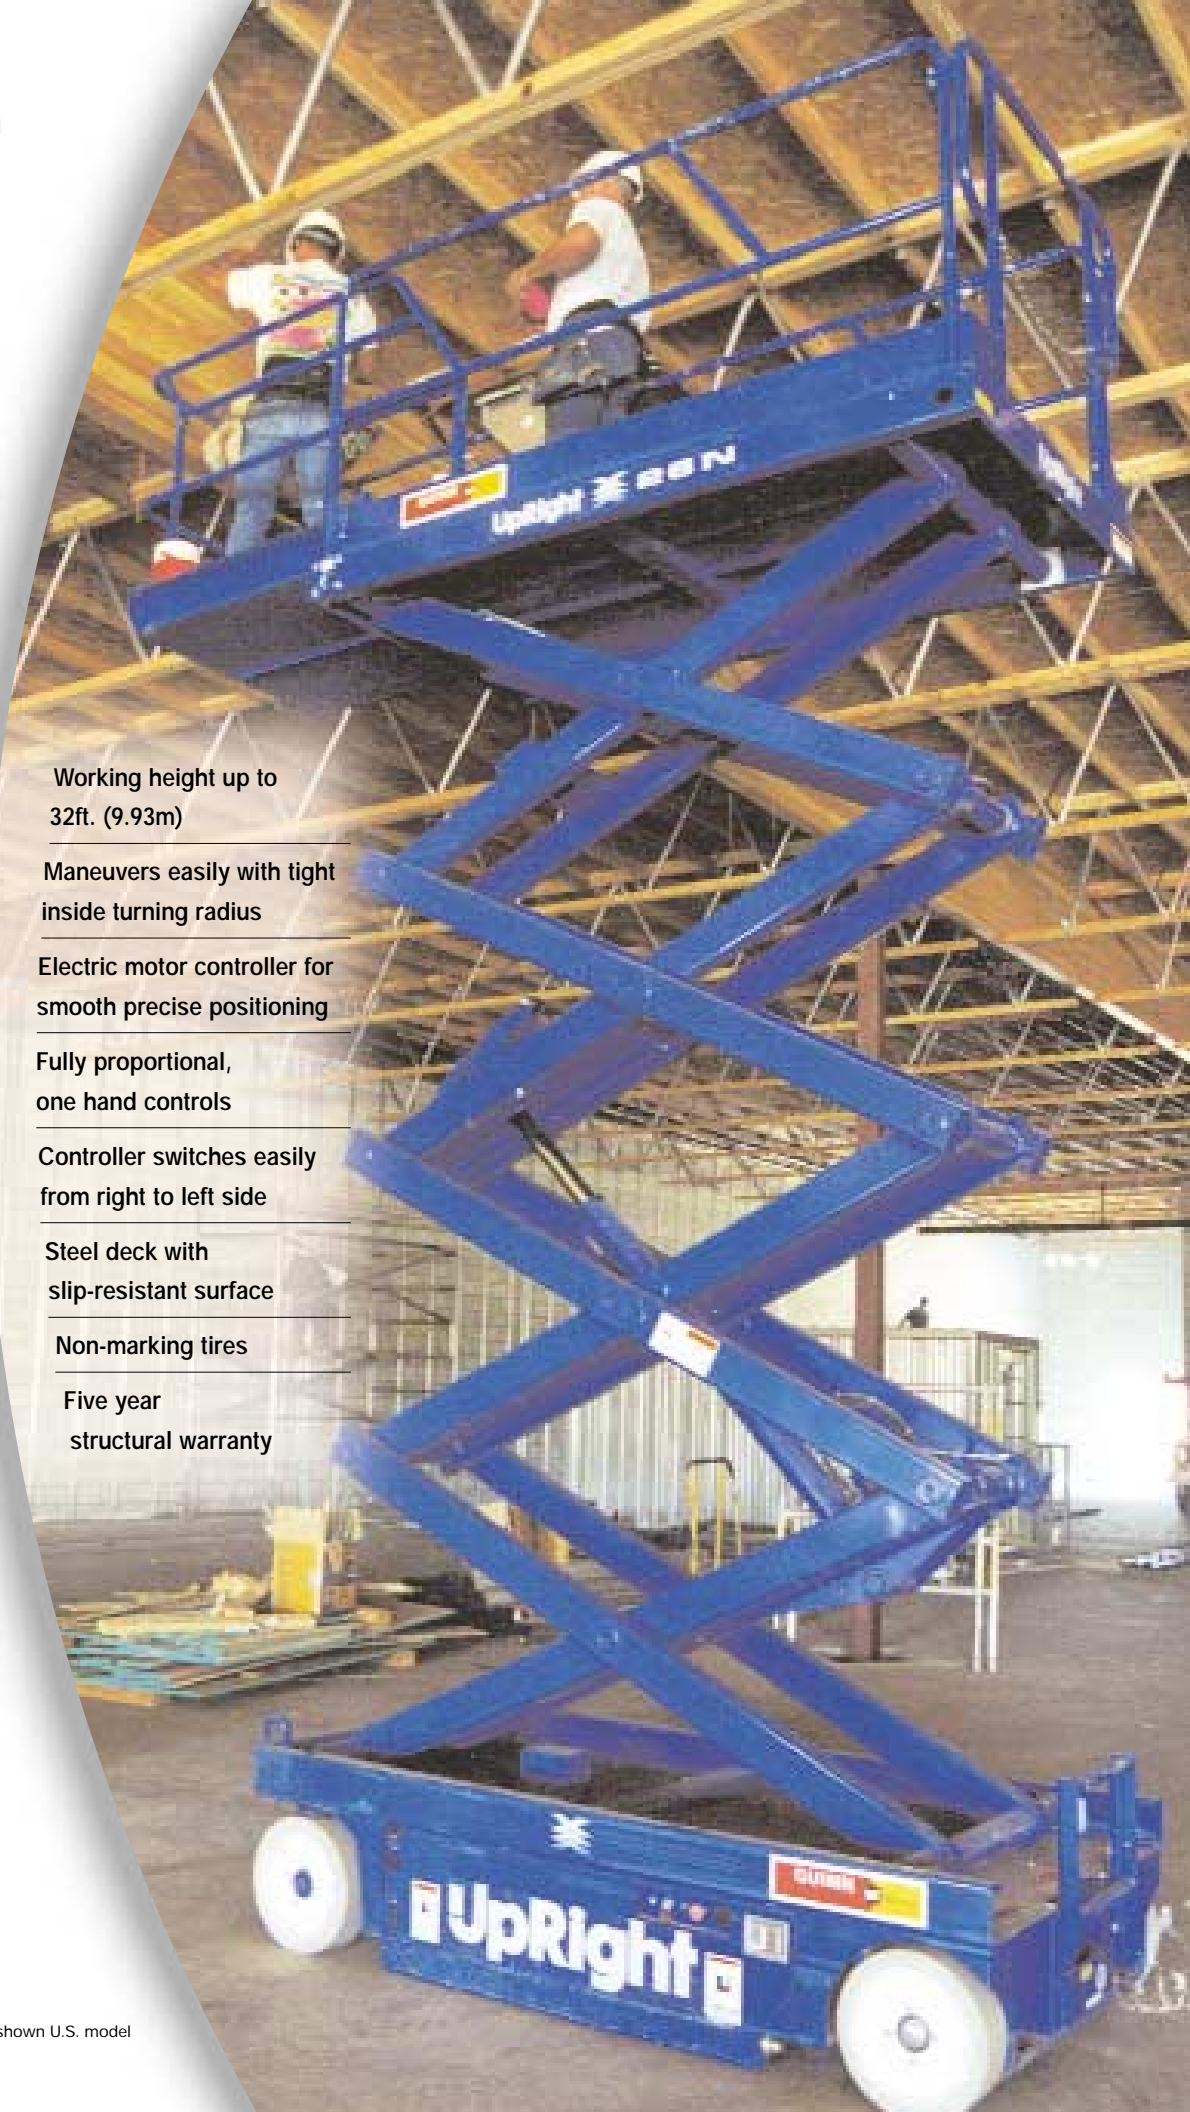 UpRight X26N
Working height up to
32ft. (9.93m)
Maneuvers easily with tight
inside turning radius
Electric motor controller for
smooth precise positioning
Fully proportional,
one hand controls
Controller switches easily
from right to left side
Steel deck with
slip-resistant surface
Non-marking tires
Five year
structural warranty
QUINN
UpRight
shown U.S. model